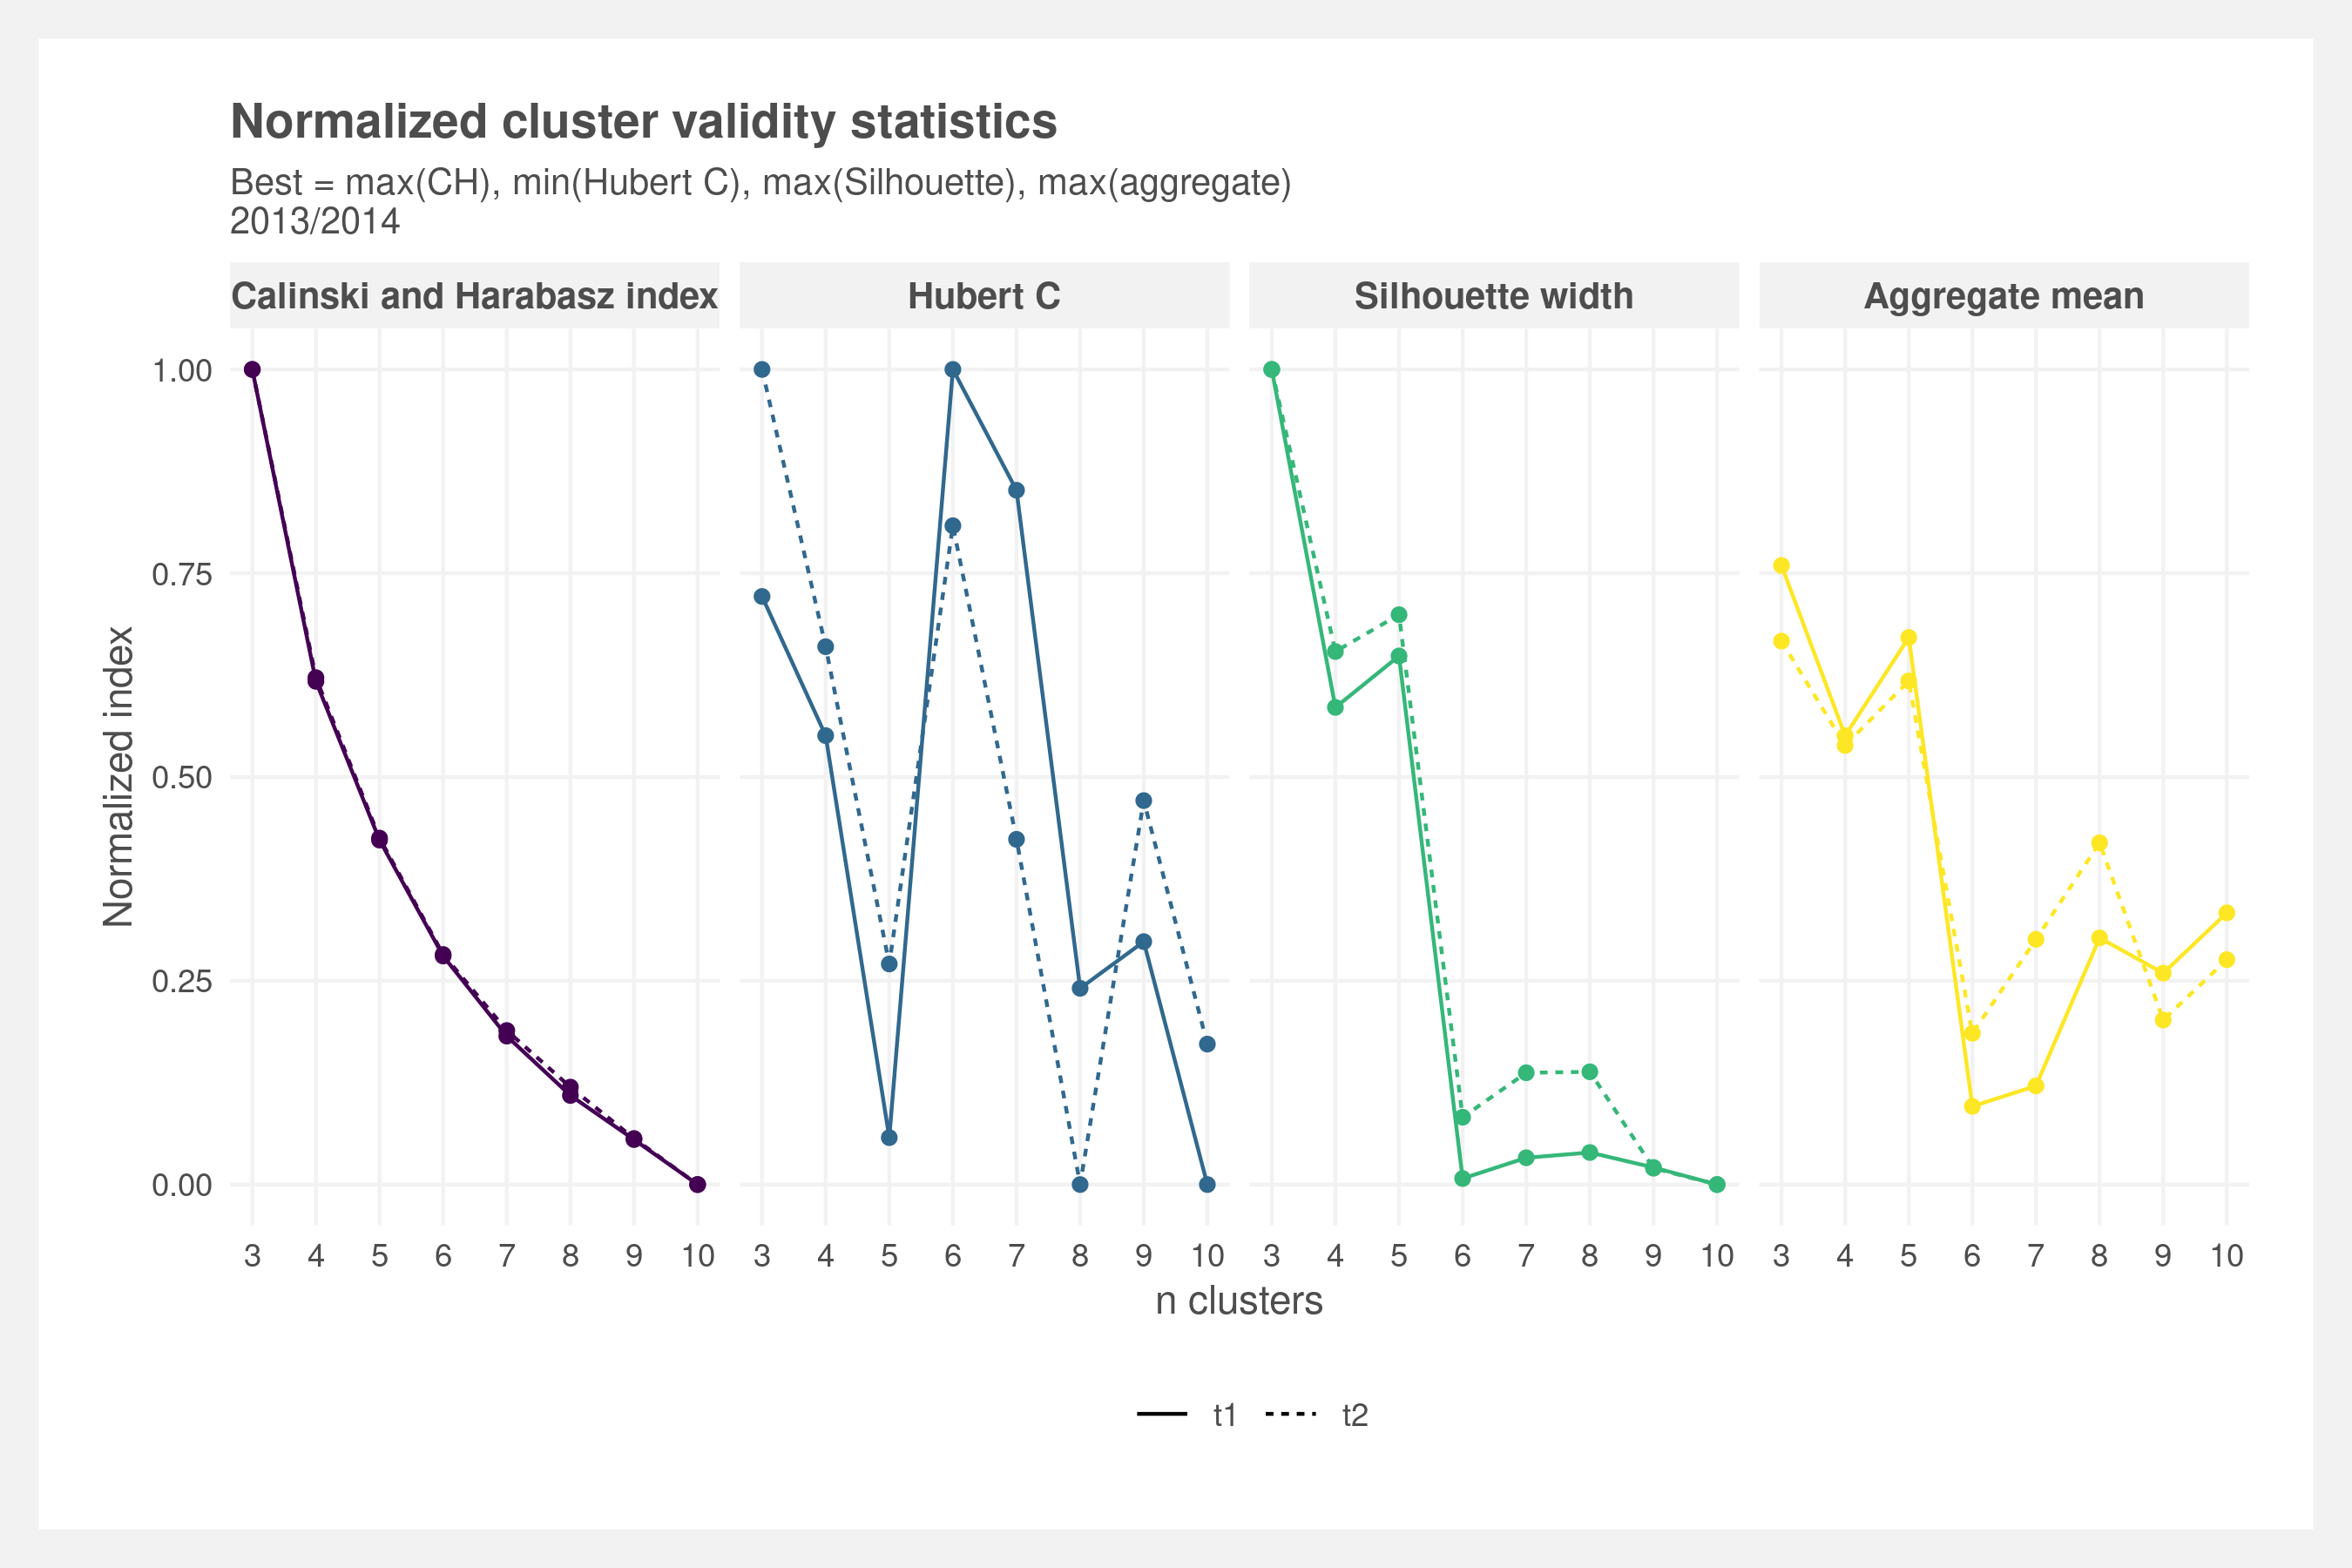 Normalized cluster validity statistics
Best = max(CH), min(Hubert C), max(Silhouette), max(aggregate)
2013/2014
Calinski and Harabasz index
Hubert C
Silhouette width
Aggregate mean
Normalized index
1.00
0.75
0.50
0.25
0.00
3 4 5 6 7 8 9 10
3 4 5 6 7 8 9 10
3 4 5 6 7 8 9 10
3 4 5 6 7 8 9 10
n clusters
t1 t2